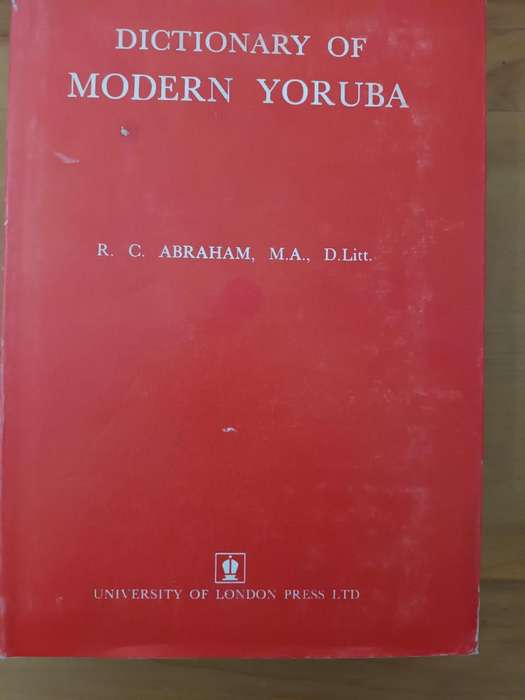 DICTIONARY OF
MODERN YORUBA
R. C. ABRAHAM, M.A., D.Litt.
UNIVERSITY OF LONDON PRESS LTD